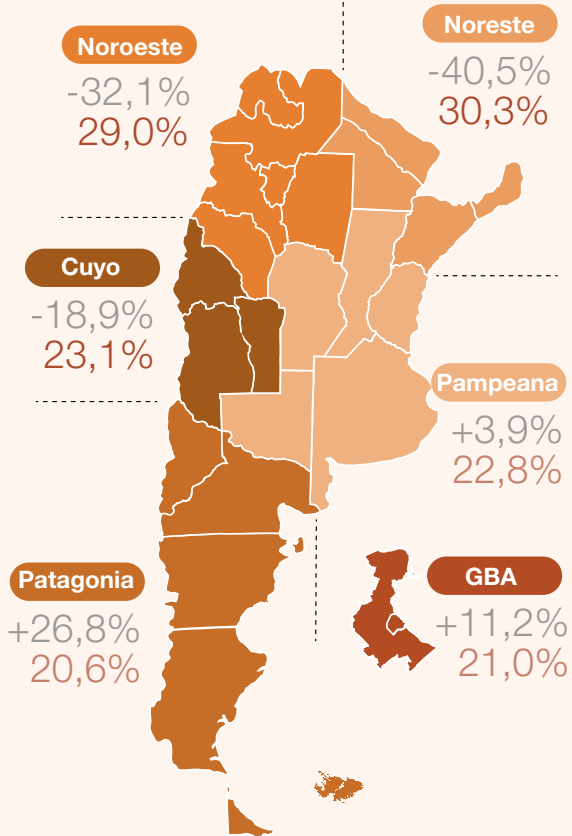 Noroeste
-32,1%
29,0%
Noreste
-40,5%
30,3%
Cuyo
-18,9%
23,1%
Pampeana
+3,9%
22,8%
Patagonia
+26,8%
20,6%
GBA
+11,2%
21,0%